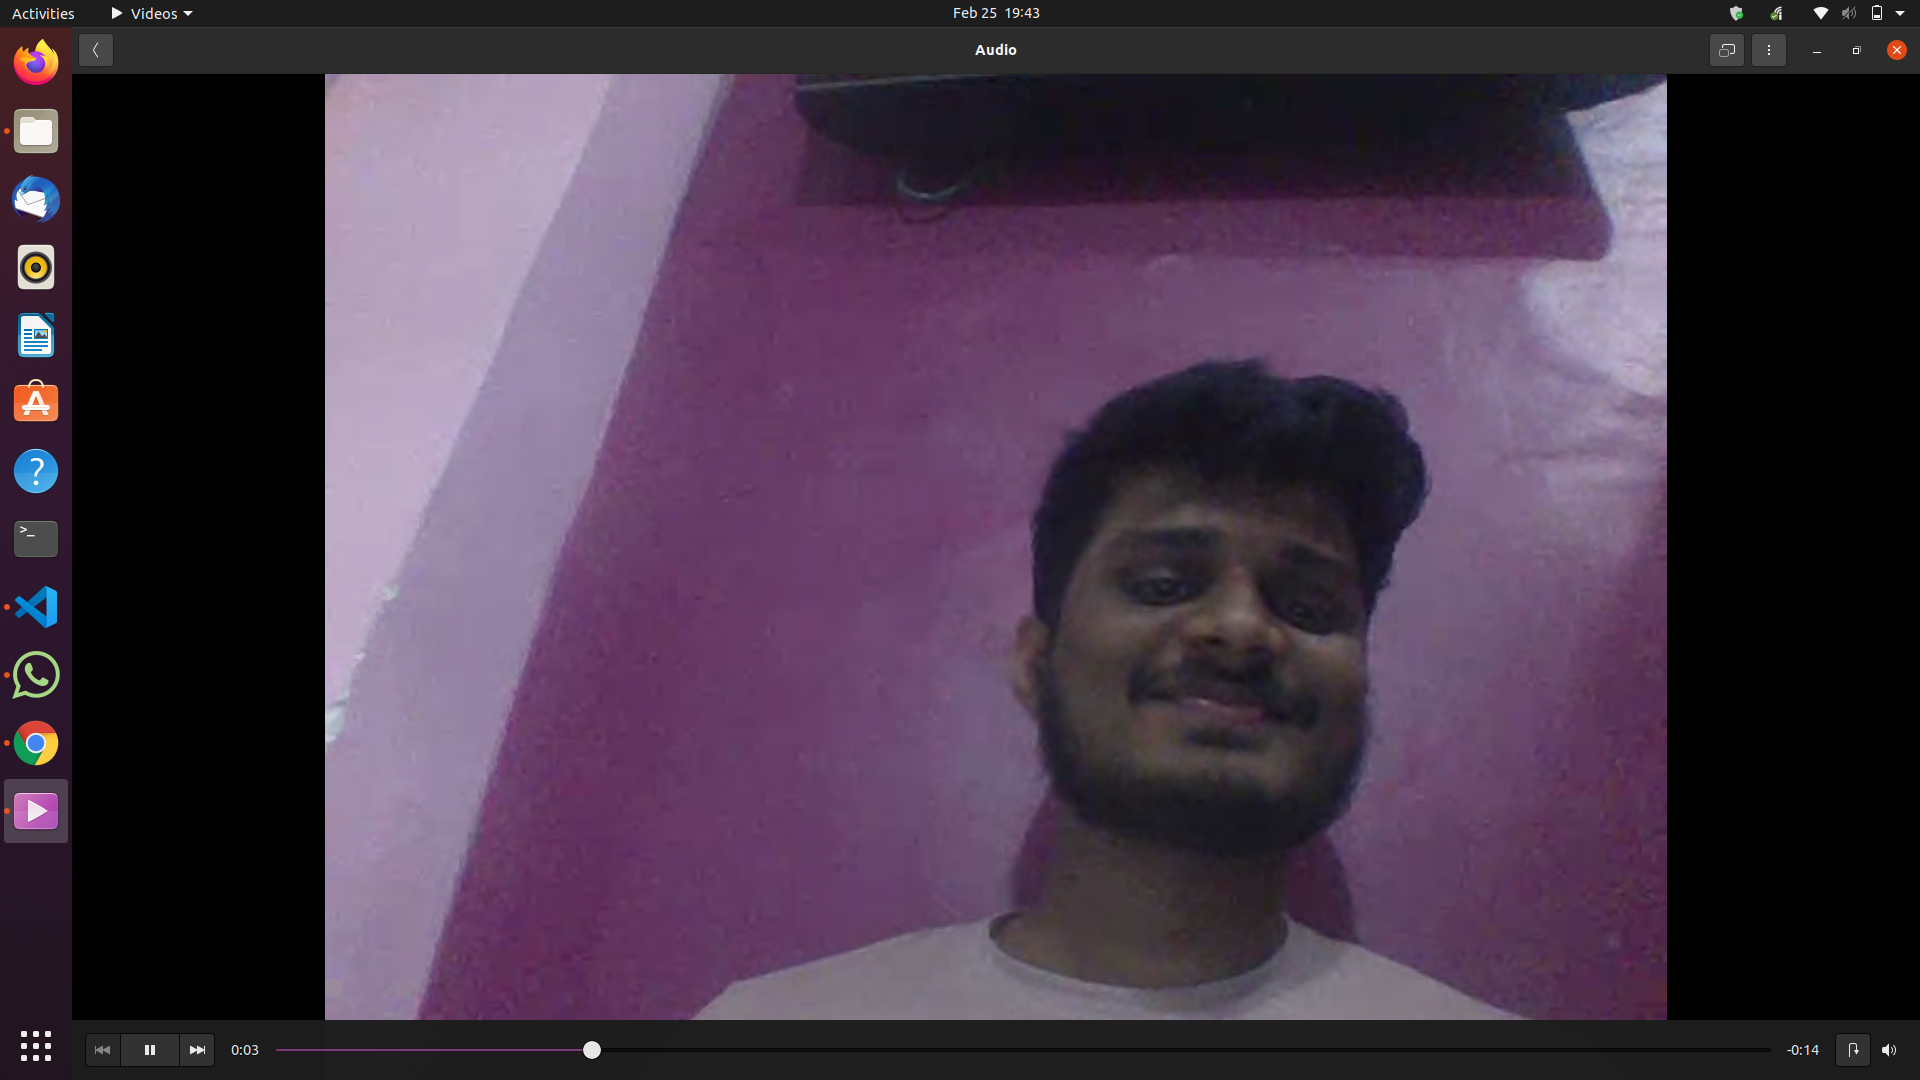 Activities
Videos
Feb 25 19:43
Audio
?
>_
0:03
-0:14